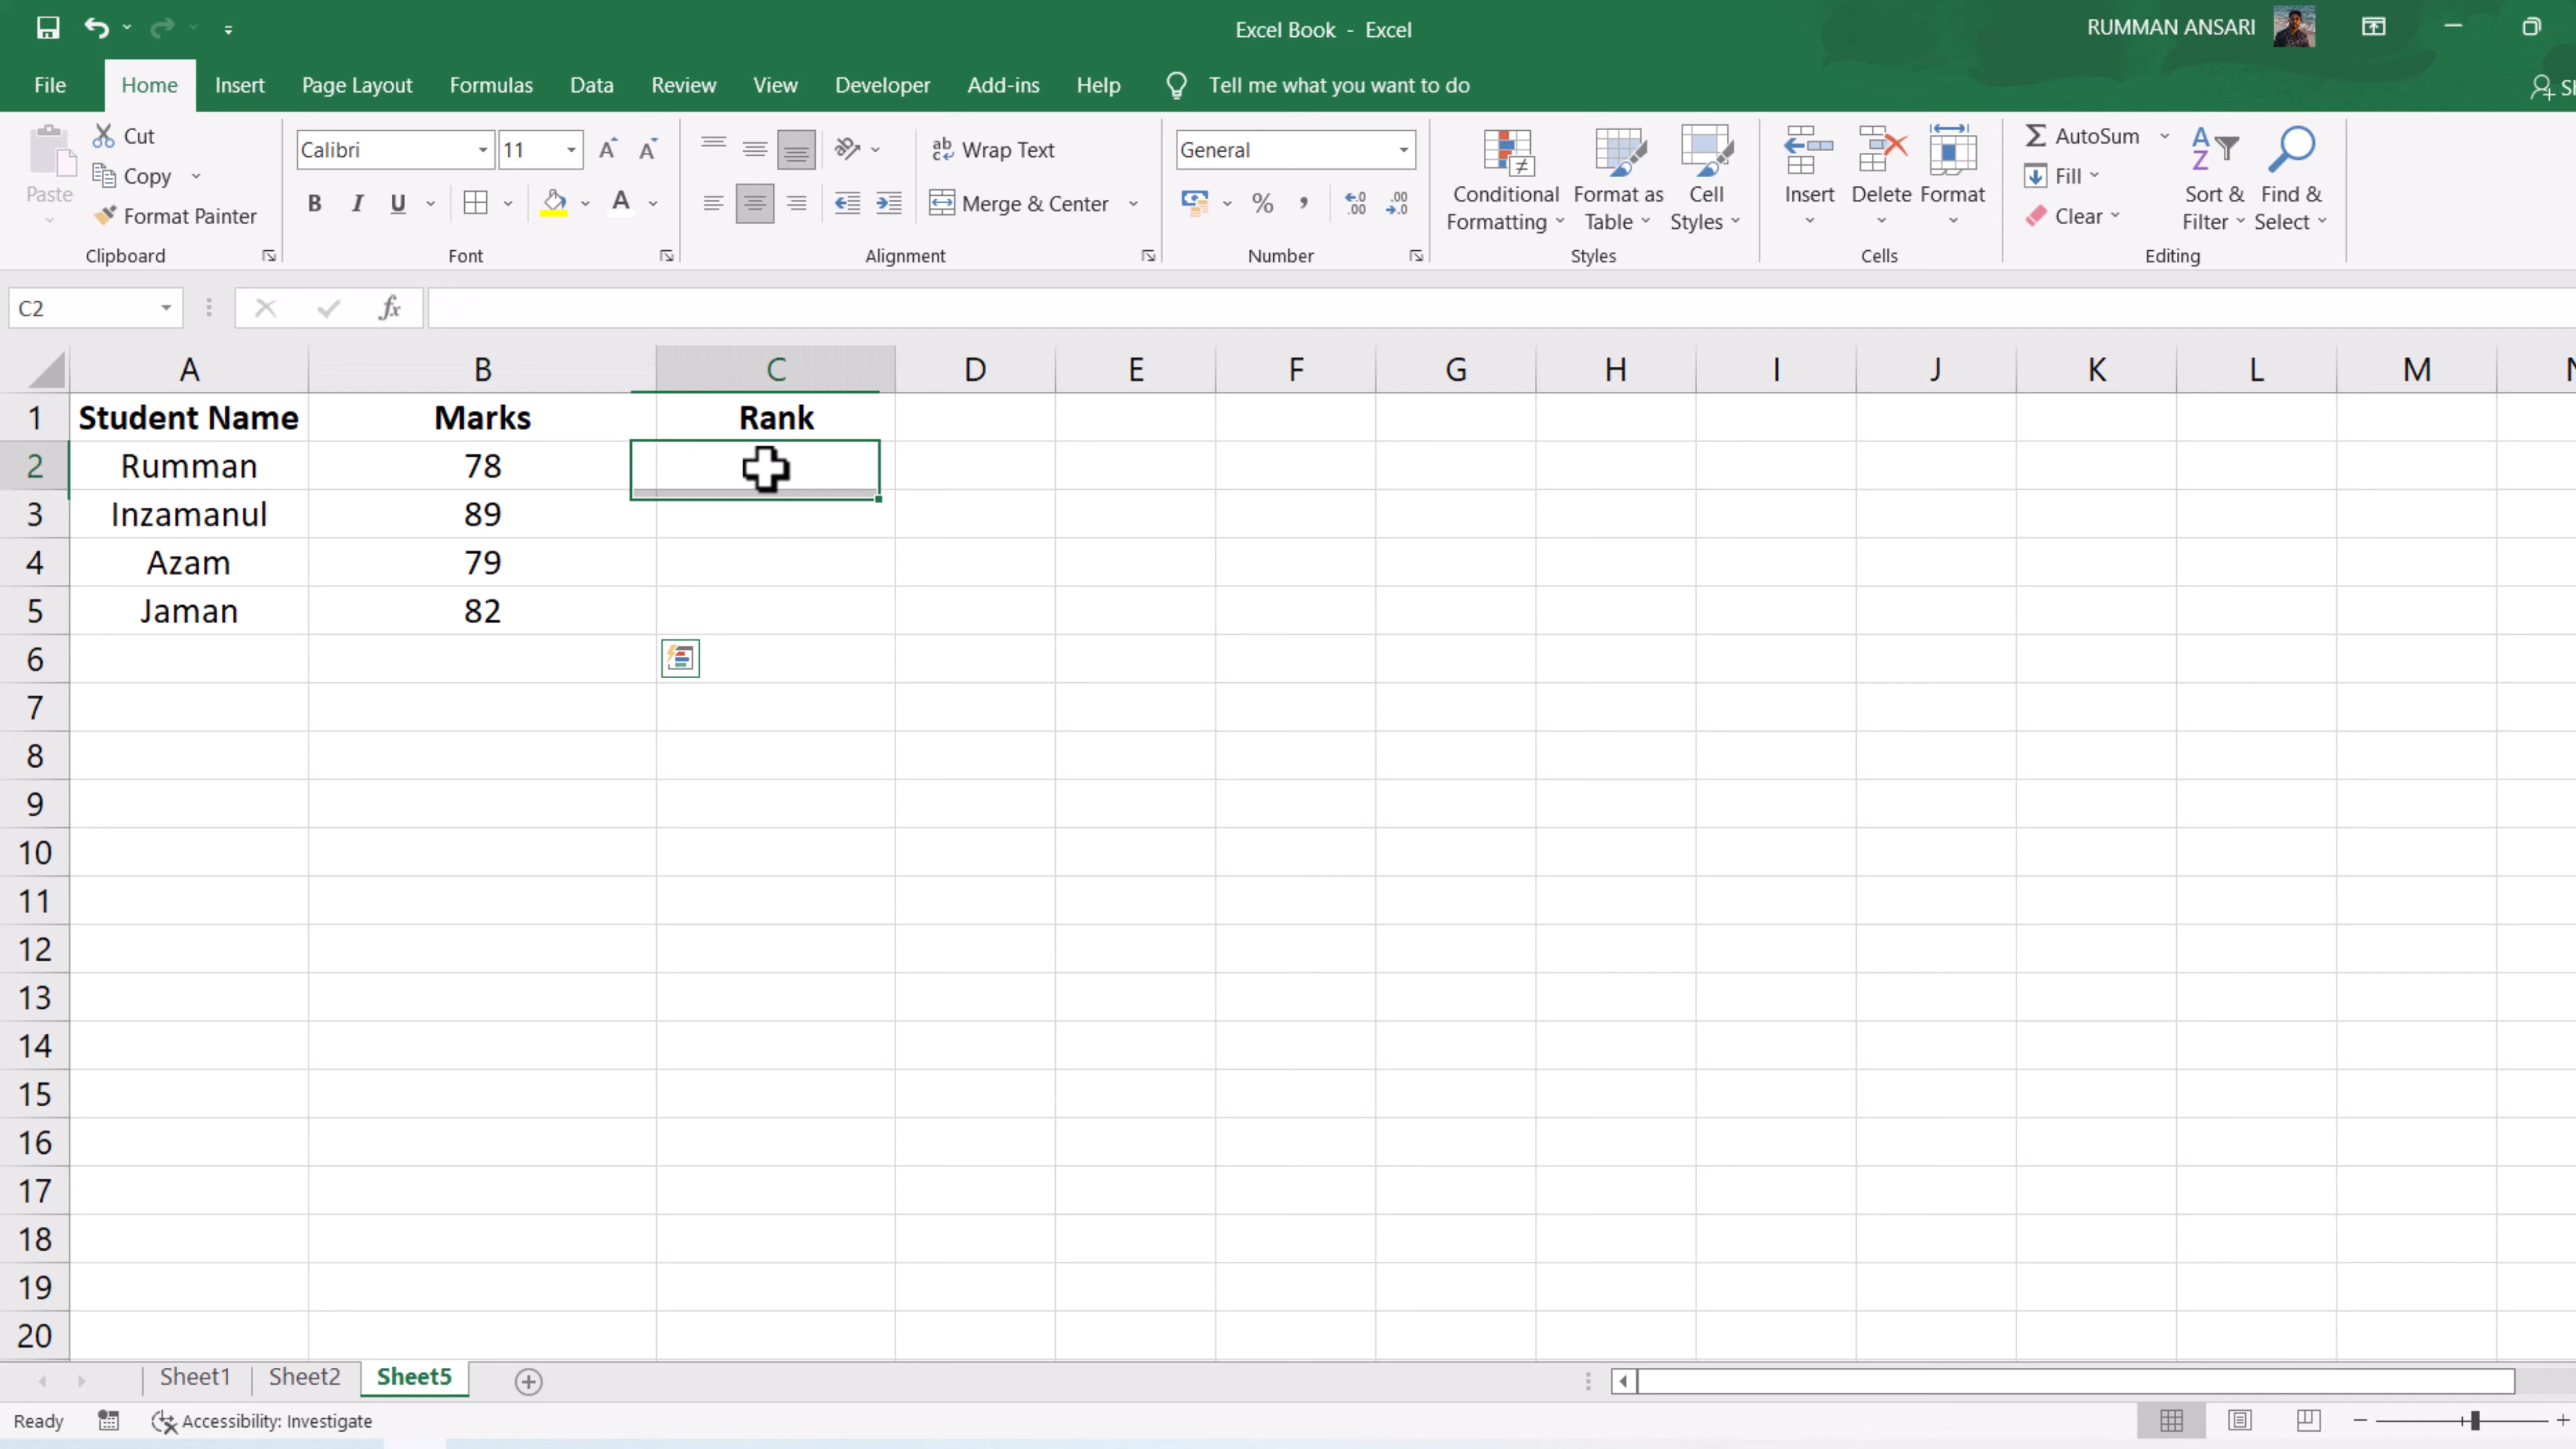 Excel Book - Excel
RUMMAN ANSARI
File Home Insert Page Layout Formulas Data Review View Developer Add-ins Help Tell me what you want to do
Paste
Cut
Copy
Format Painter
Clipboard
Calibri 11
B I U
Font
Wrap Text
Merge & Center
Alignment
General
Number
Conditional Formatting
Format as Table
Cell Styles
Styles
Insert Delete Format
Cells
AutoSum
Fill
Clear
Sort & Filter
Find & Select
Editing
C2 fx
A B C D E F G H I J K L M
1 Student Name Marks Rank
2 Rumman 78
3 Inzamanul 89
4 Azam 79
5 Jaman 82
6
7
8
9
10
11
12
13
14
15
16
17
18
19
20
Sheet1 Sheet2 Sheet5
Ready Accessibility: Investigate